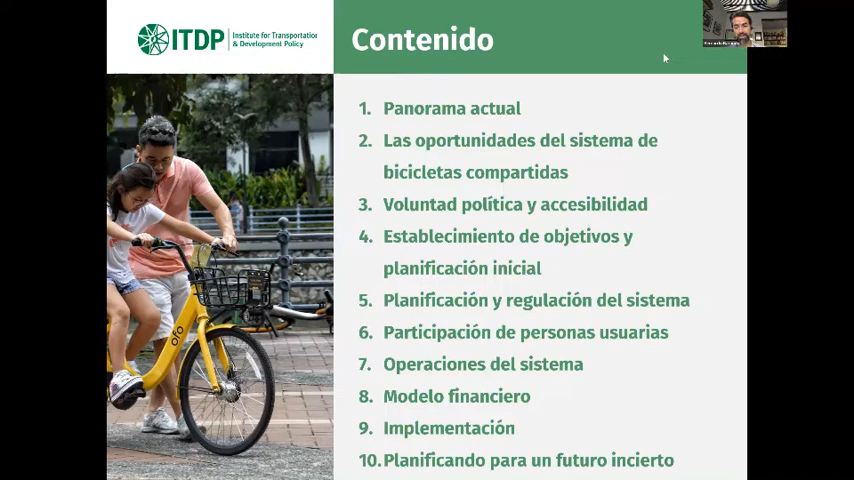 ITDP
Institute for Transportation
& Development Policy
Contenido
1. Panorama actual
2. Las oportunidades del sistema de
bicicletas compartidas
3. Voluntad política y accesibilidad
4. Establecimiento de objetivos y
planificación inicial
5. Planificación y regulación del sistema
6. Participación de personas usuarias
7. Operaciones del sistema
8. Modelo financiero
9. Implementación
10. Planificando para un futuro incierto
ofo